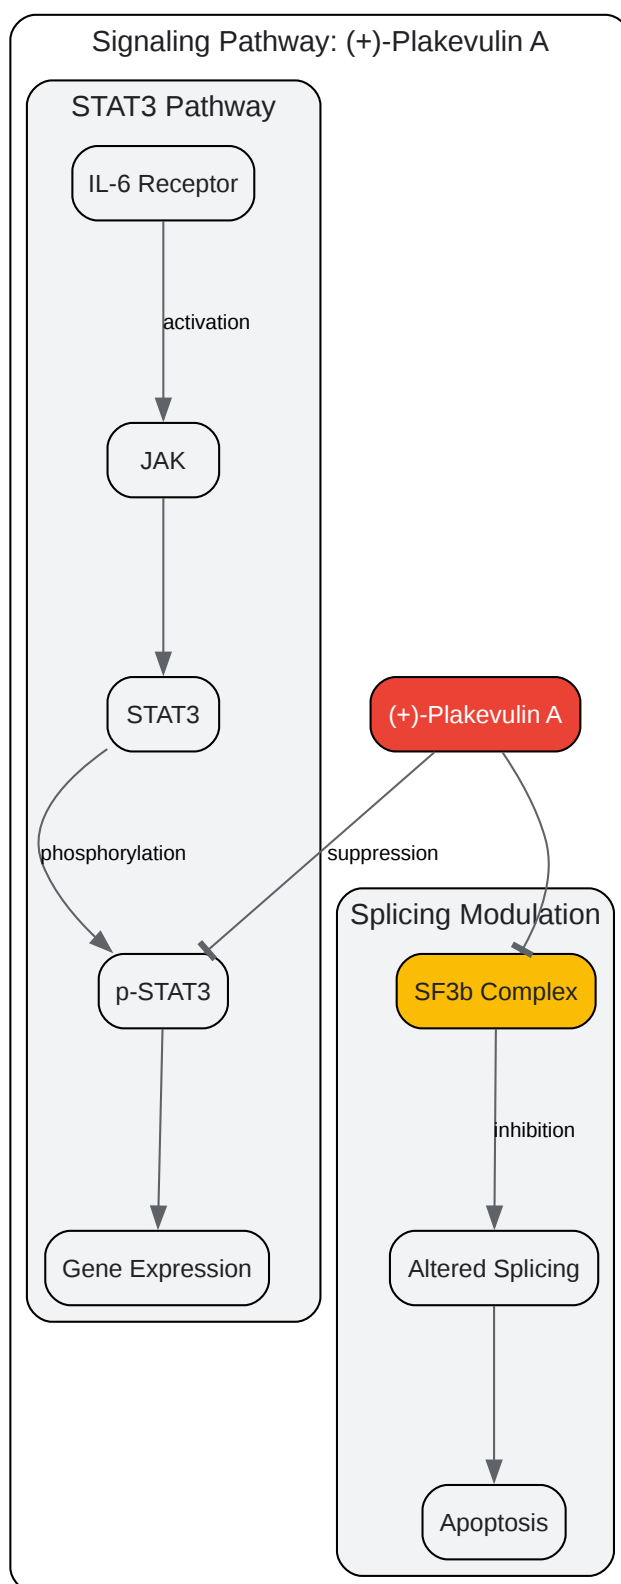 Signaling Pathway: (+)-Plakevulin A
STAT3 Pathway
IL-6 Receptor
activation
JAK
STAT3
(+)-Plakevulin A
phosphorylation
suppression
Splicing Modulation
p-STAT3
SF3b Complex
inhibition
Gene Expression
Altered Splicing
Apoptosis